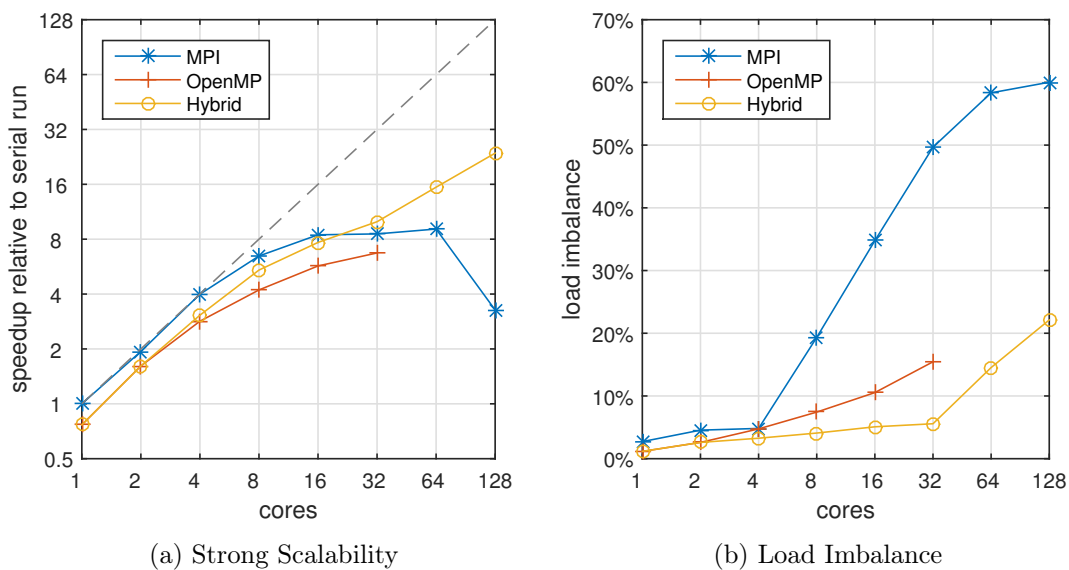 128
64
32
16
8
4
2
1
0.5
speedup relative to serial run
MPI
OpenMP
Hybrid
1 2 4 8 16 32 64 128
cores
(a) Strong Scalability
70%
60%
50%
40%
30%
20%
10%
0%
load imbalance
MPI
OpenMP
Hybrid
1 2 4 8 16 32 64 128
cores
(b) Load Imbalance